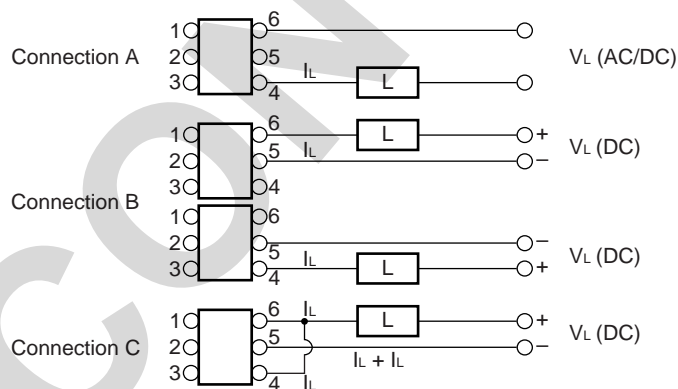 1 6
Connection A 2 5 VL (AC/DC)
3 4 IL L
1 6 L +
2 5 IL – VL (DC)
3 4
Connection B
1 6
2 5 –
3 4 IL L + VL (DC)
1 6 IL L +
Connection C 2 5 – VL (DC)
IL + IL
3 4 IL
CON